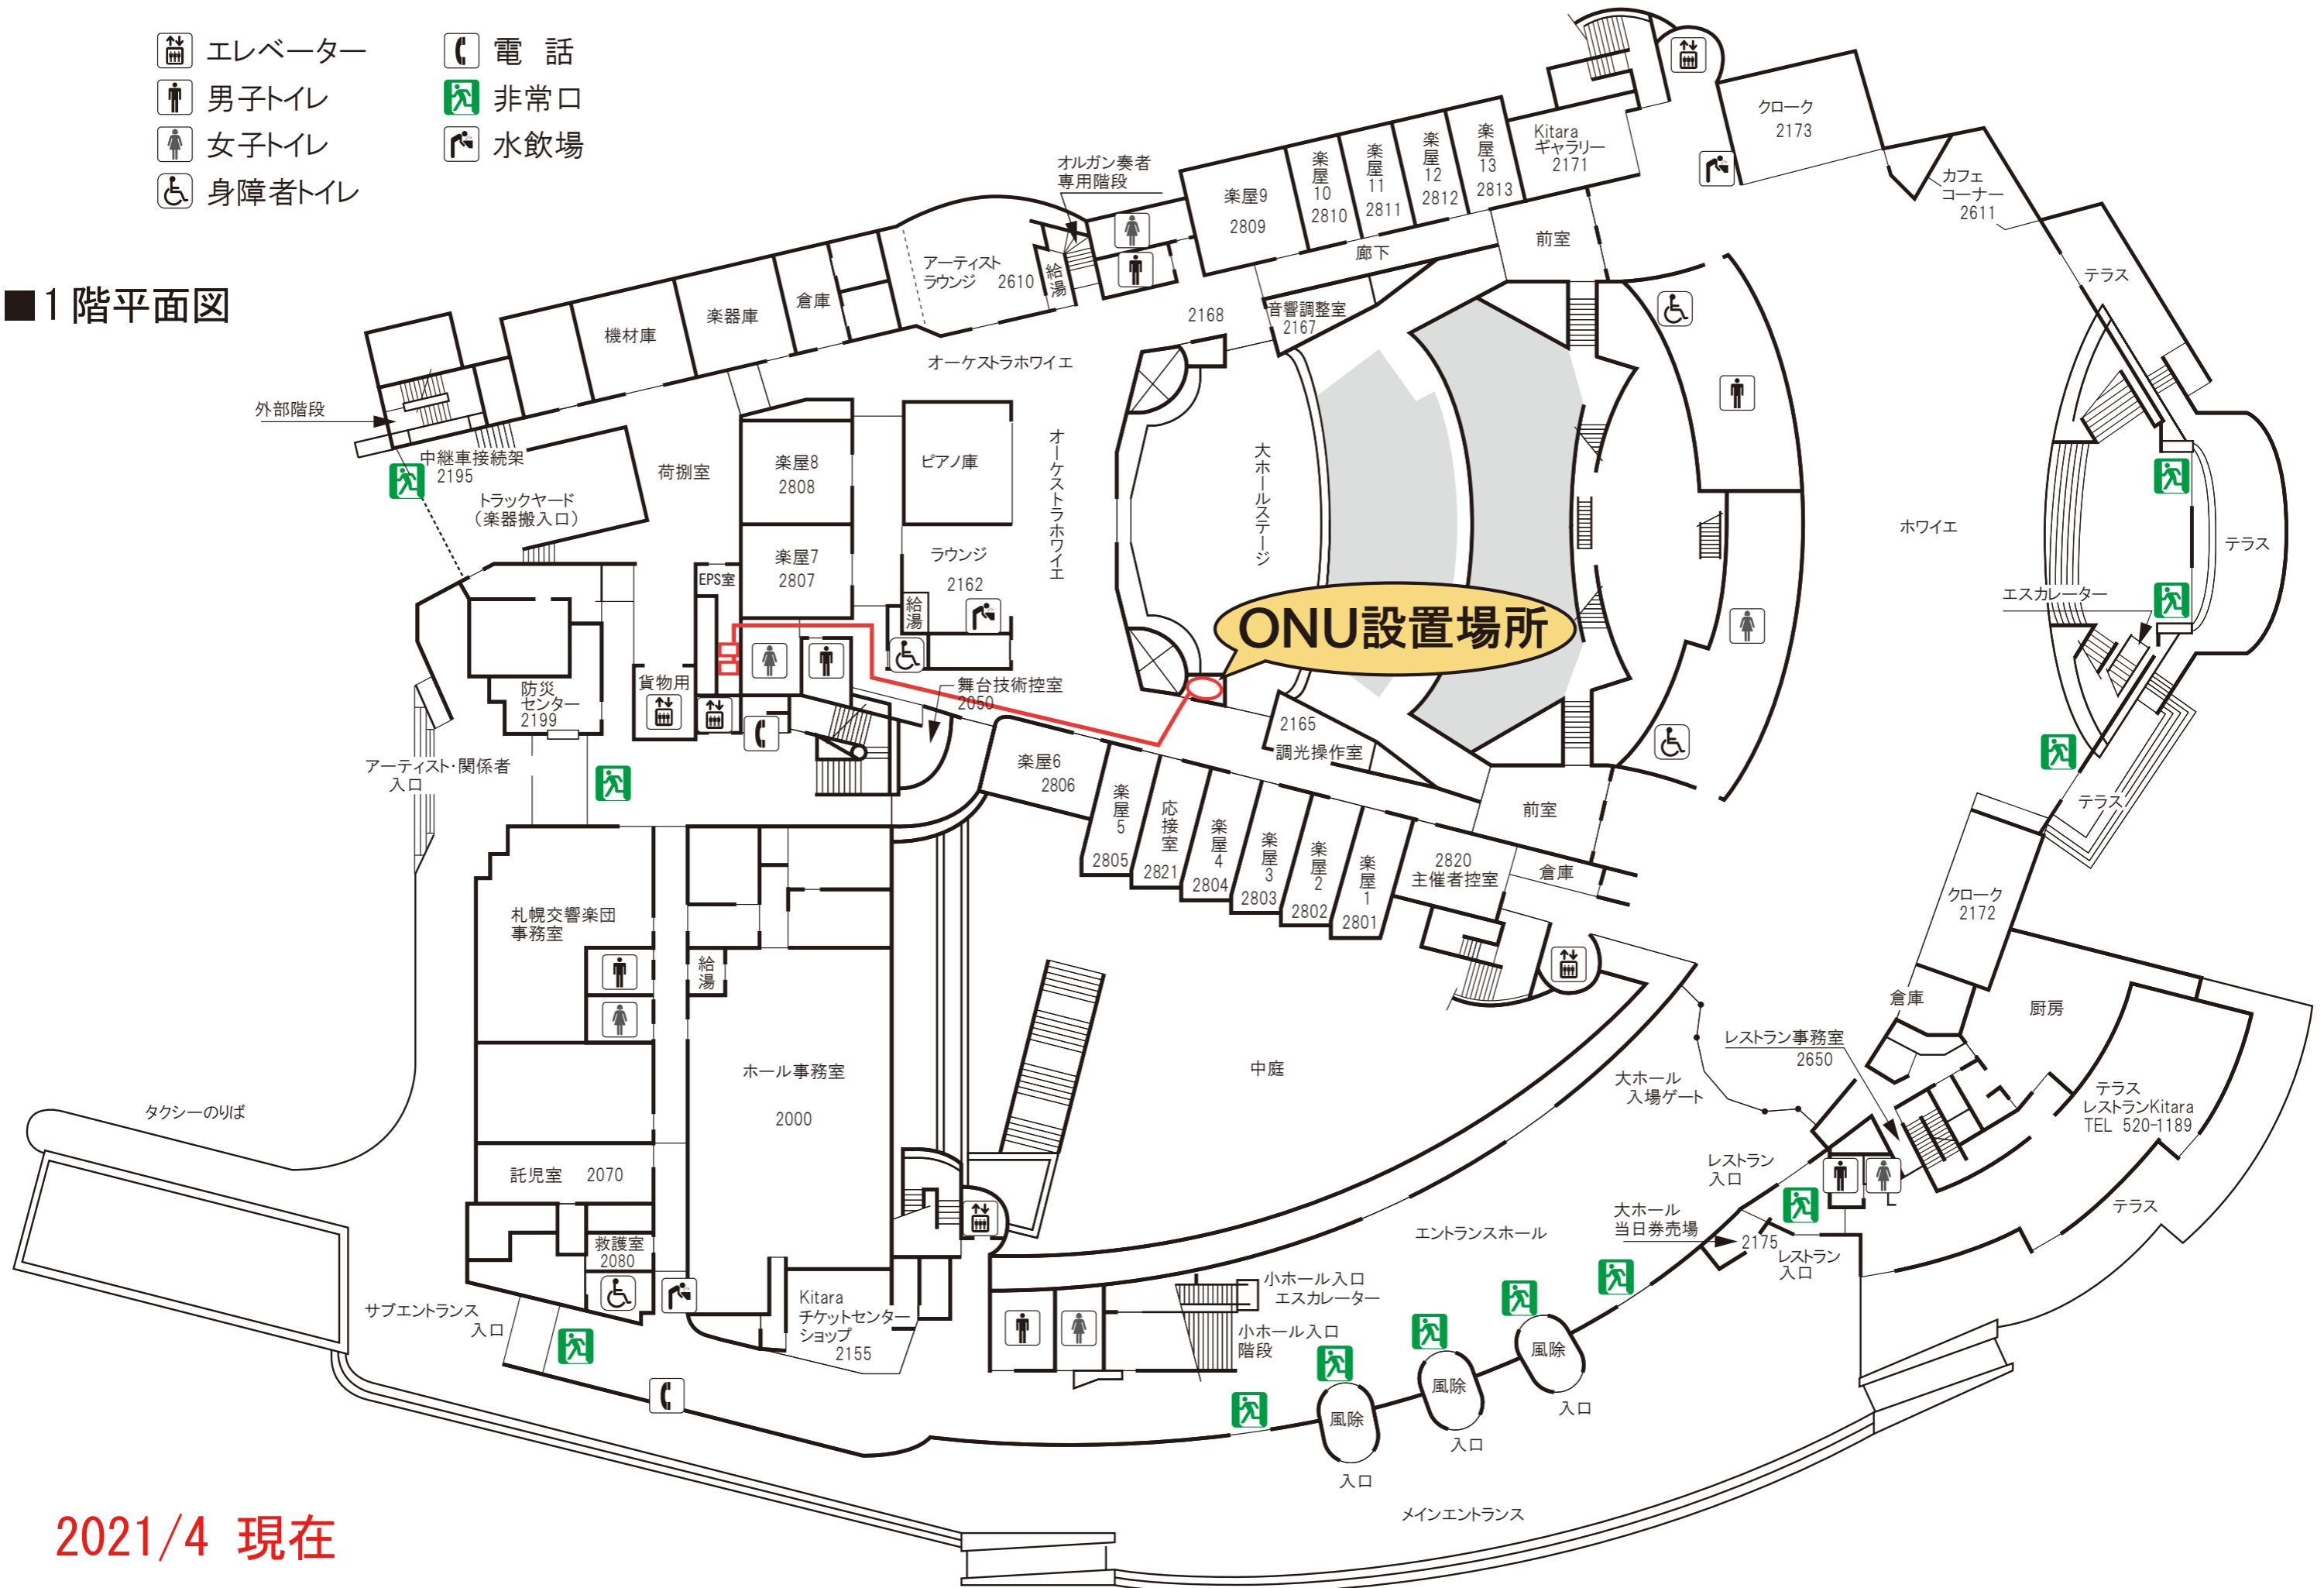 エレベーター
電 話
男子トイレ
非常口
女子トイレ
水飲場
身障者トイレ
■1階平面図
クローク
2173
Kitara
ギャラリー
2171
楽屋13
2813
楽屋12
2812
楽屋11
2811
楽屋10
2810
楽屋9
2809
オルガン奏者
専用階段
カフェ
コーナー
2611
テラス
前室
廊下
アーティスト
ラウンジ 2610
給湯
倉庫
楽器庫
機材庫
音響調整室
2167
2168
オーケストラホワイエ
外部階段
中継車接続架
2195
トラックヤード
（楽器搬入口）
荷捌室
楽屋8
2808
ピアノ庫
オーケストラホワイエ
大ホールステージ
ホワイエ
テラス
EPS室
楽屋7
2807
ラウンジ
2162
給湯
エスカレーター
ONU設置場所
防災
センター
2199
貨物用
舞台技術控室
2050
2165
調光操作室
アーティスト・関係者
入口
楽屋6
2806
楽屋5
2805
応接室
2821
楽屋4
2804
楽屋3
2803
楽屋2
2802
楽屋1
2801
2820
主催者控室
前室
倉庫
テラス
クローク
2172
札幌交響楽団
事務室
給湯
倉庫
厨房
レストラン事務室
2650
ホール事務室
2000
中庭
大ホール
入場ゲート
テラス
レストランKitara
TEL 520-1189
タクシーのりば
託児室 2070
レストラン
入口
テラス
大ホール
当日券売場
2175
レストラン
入口
救護室
2080
エントランスホール
サブエントランス
入口
Kitara
チケットセンター
ショップ
2155
小ホール入口
エスカレーター
小ホール入口
階段
風除
風除
風除
入口
入口
入口
メインエントランス
2021/4 現在